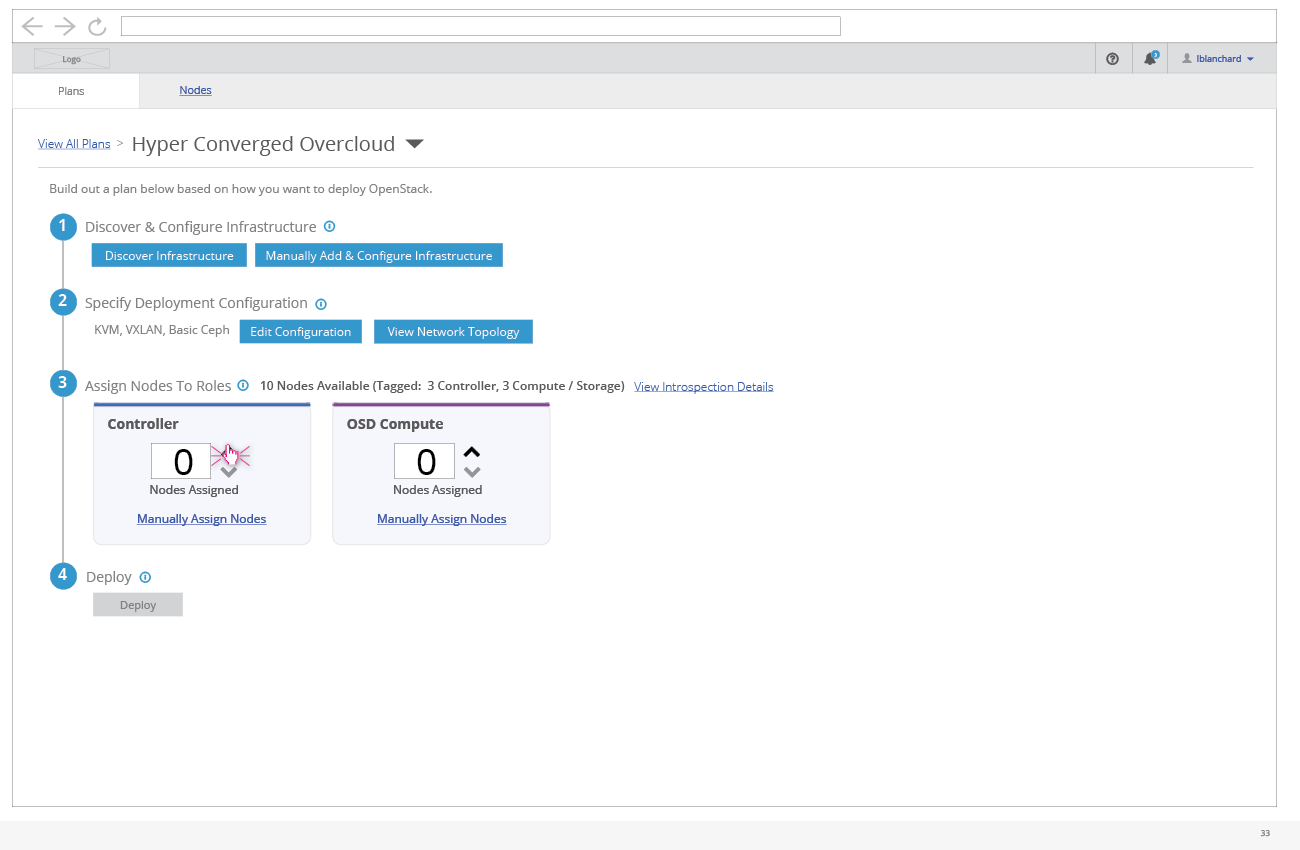 Logo
3
lblanchard
Plans
Nodes
View All Plans > Hyper Converged Overcloud
Build out a plan below based on how you want to deploy OpenStack.
1 Discover & Configure Infrastructure
Discover Infrastructure
Manually Add & Configure Infrastructure
2 Specify Deployment Configuration
KVM, VXLAN, Basic Ceph
Edit Configuration
View Network Topology
3 Assign Nodes To Roles
10 Nodes Available (Tagged: 3 Controller, 3 Compute / Storage)
View Introspection Details
Controller
0
Nodes Assigned
Manually Assign Nodes
OSD Compute
0
Nodes Assigned
Manually Assign Nodes
4 Deploy
Deploy
33